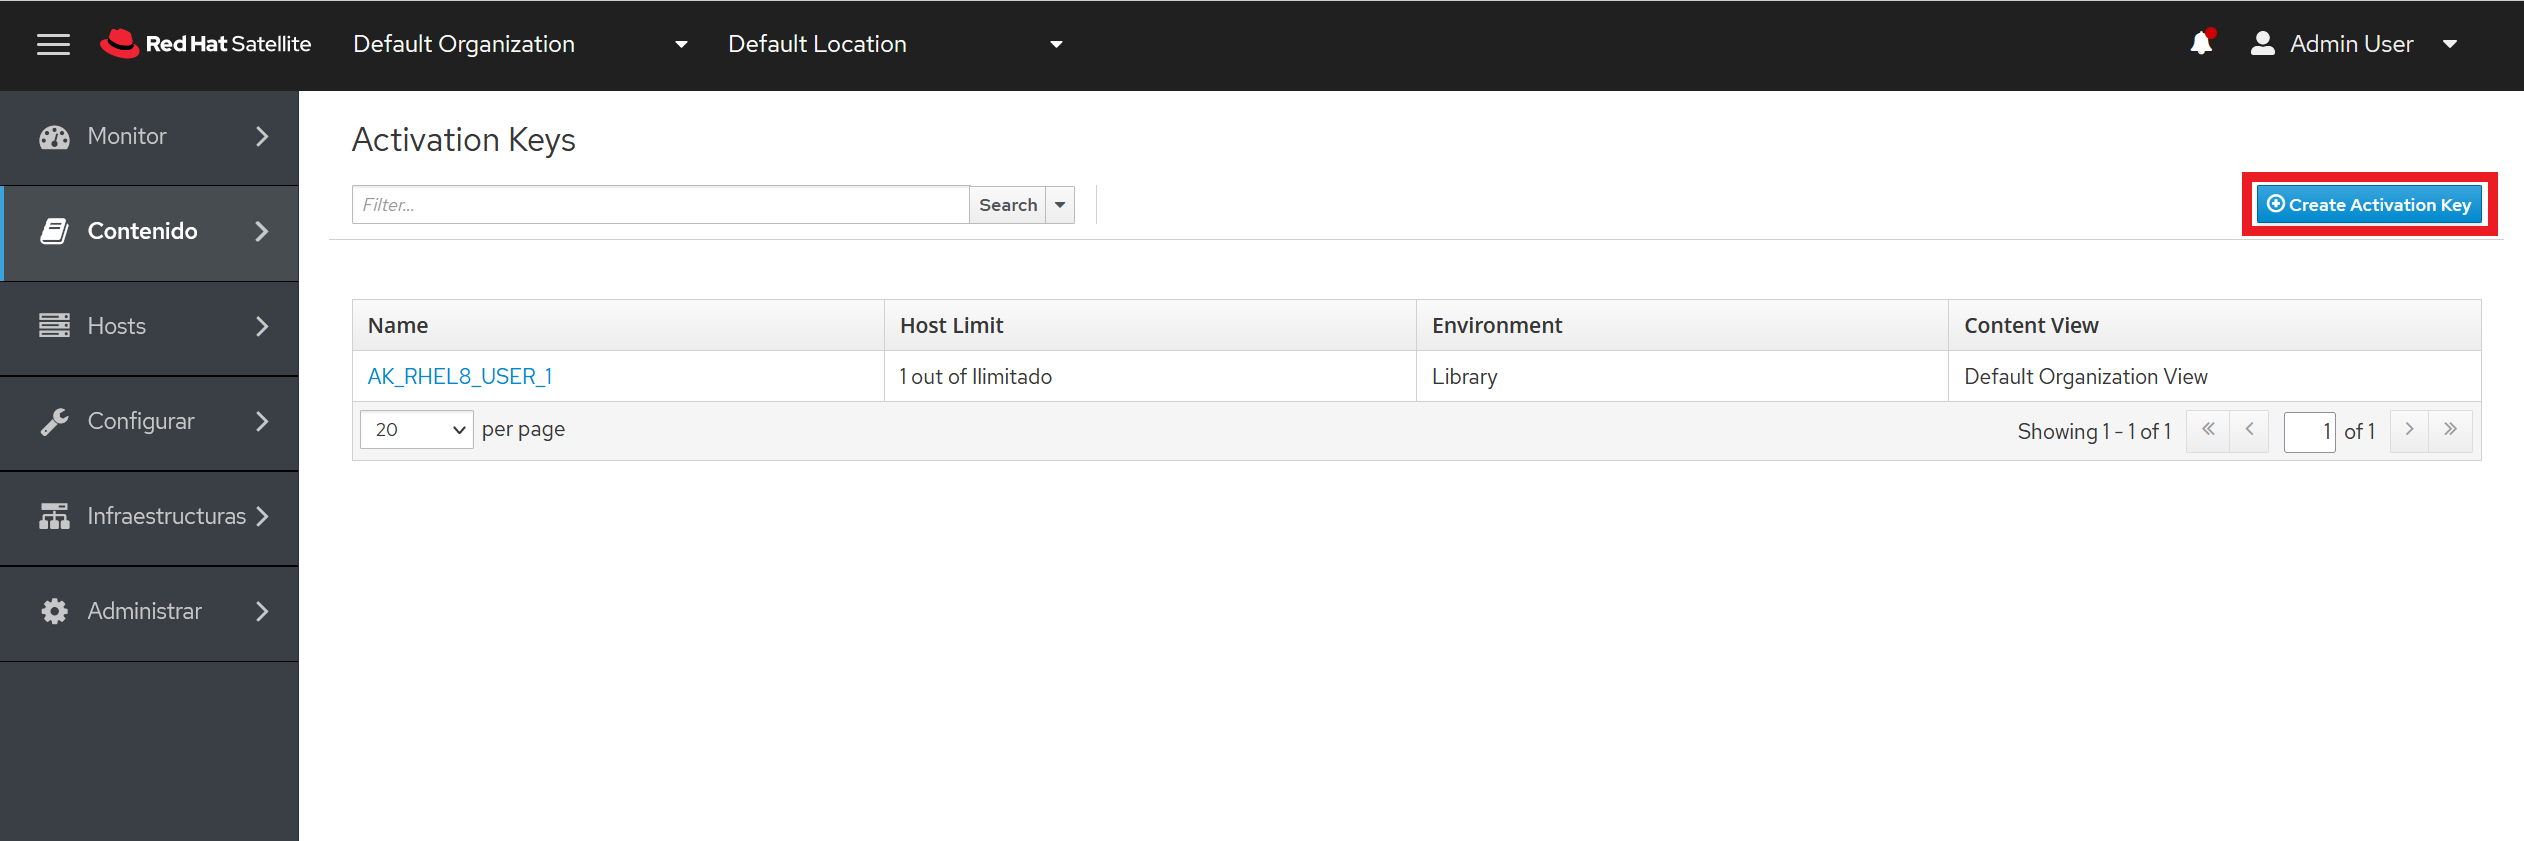 Red Hat Satellite Default Organization Default Location Admin User
Monitor
Contenido
Hosts
Configurar
Infraestructuras
Administrar
Activation Keys
Filter... Search Create Activation Key
Name Host Limit Environment Content View
AK_RHEL8_USER_1 1 out of Ilimitado Library Default Organization View
20 per page Showing 1 - 1 of 1 « < 1 of 1 > »